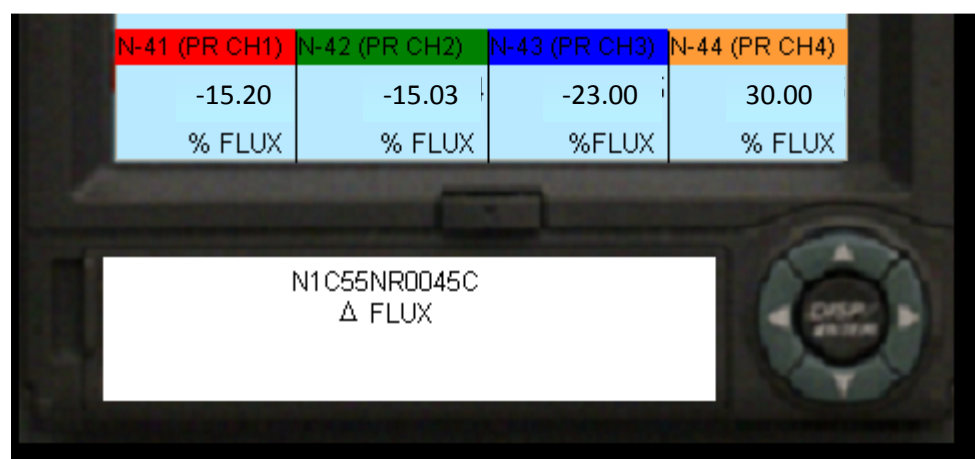 N-41 (PR CH1) N-42 (PR CH2) N-43 (PR CH3) N-44 (PR CH4)
-15.20 -15.03 -23.00 30.00
% FLUX % FLUX %FLUX % FLUX
N1C55NR0045C
Δ FLUX